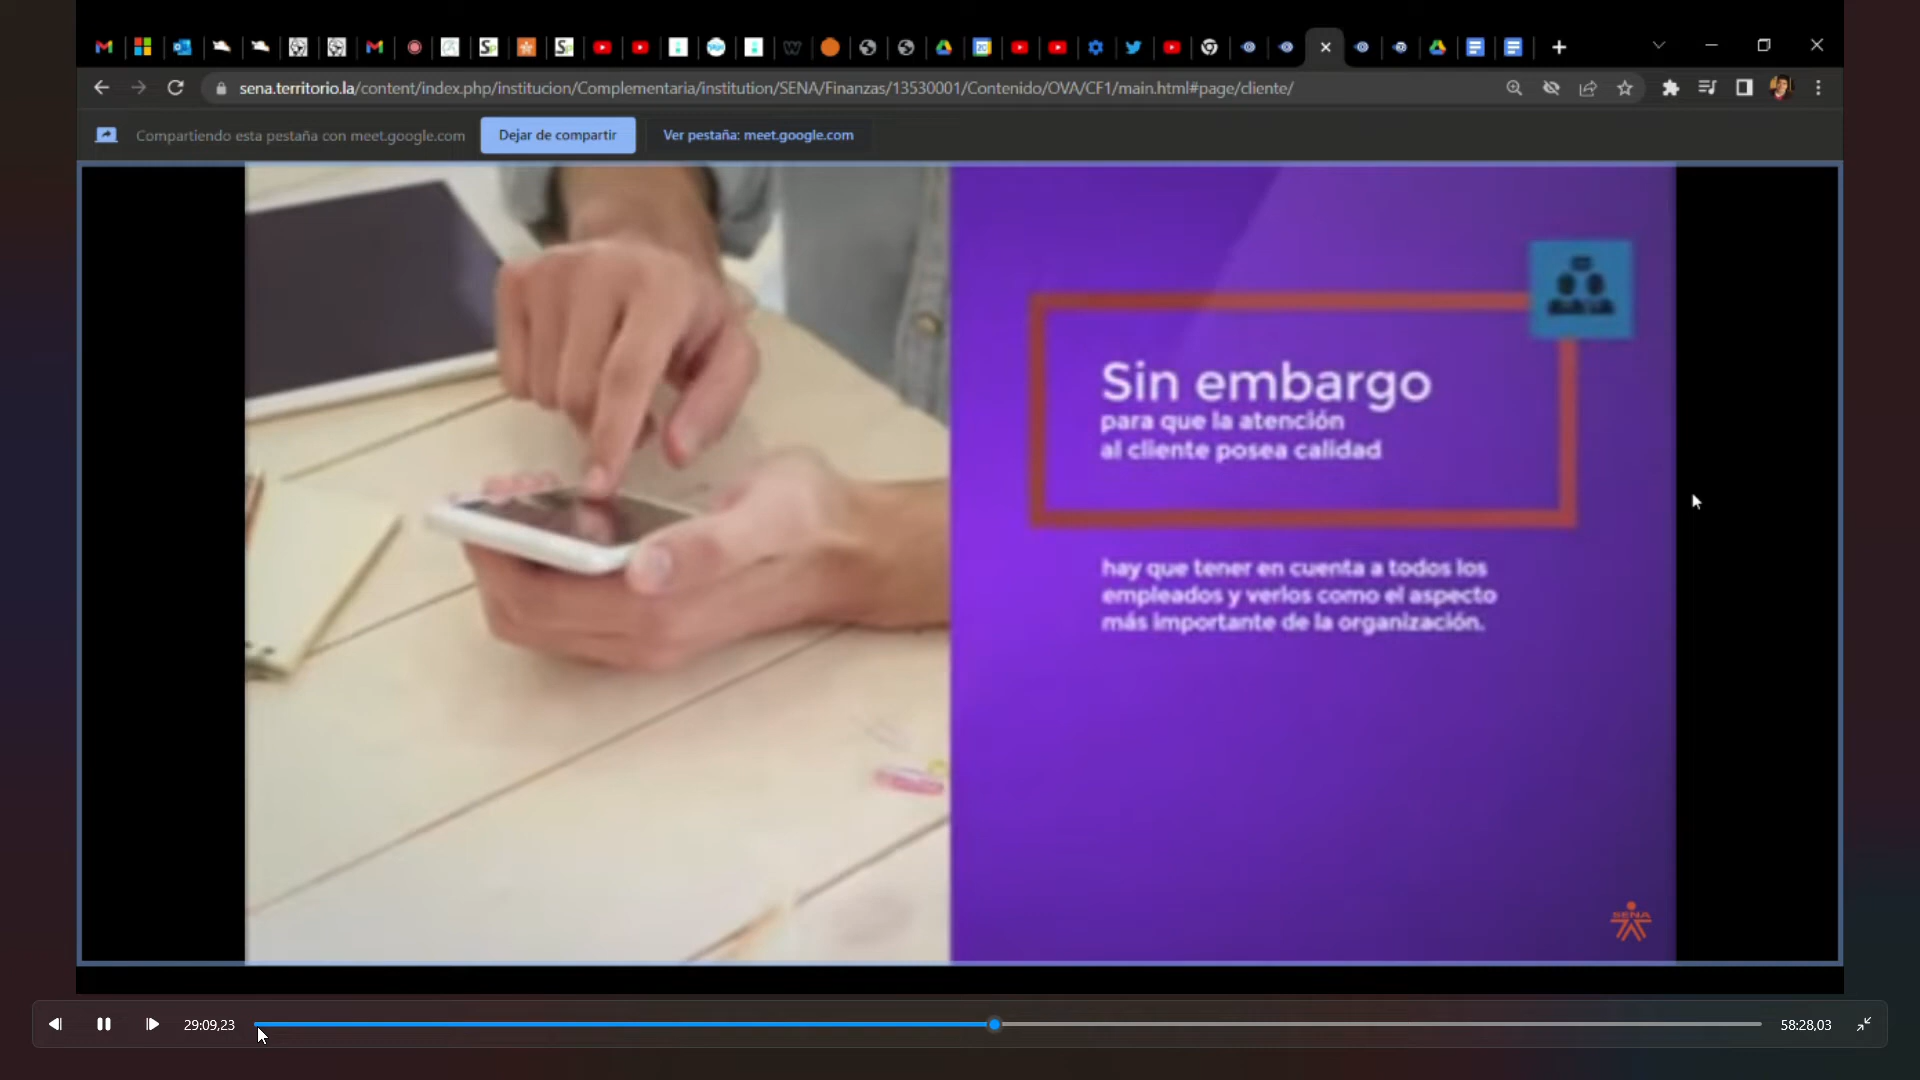 sena.territorio.la/content/index.php/institucion/Complementaria/institution/SENA/Finanzas/13530001/Contenido/OVA/CF1/main.html#page/cliente/
Compartiendo esta pestaña con meet.google.com
Dejar de compartir
Ver pestaña: meet.google.com
Sin embargo
para que la atención
al cliente posea calidad
hay que tener en cuenta a todos los
empleados y verlos como el aspecto
más importante de la organización.
SENA
29:09,23
58:28,03